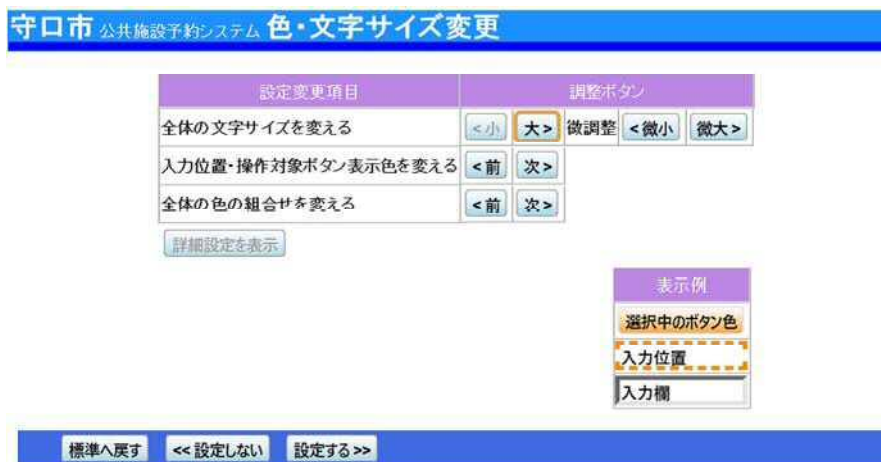 守口市 公共施設予約システム 色・文字サイズ変更
設定変更項目 調整ボタン
全体の文字サイズを変える <小 大> 微調整 <微小 微大>
入力位置・操作対象ボタン表示色を変える <前 次>
全体の色の組合せを変える <前 次>
詳細設定を表示
表示例
選択中のボタン色
入力位置
入力欄
標準へ戻す <<設定しない 設定する>>